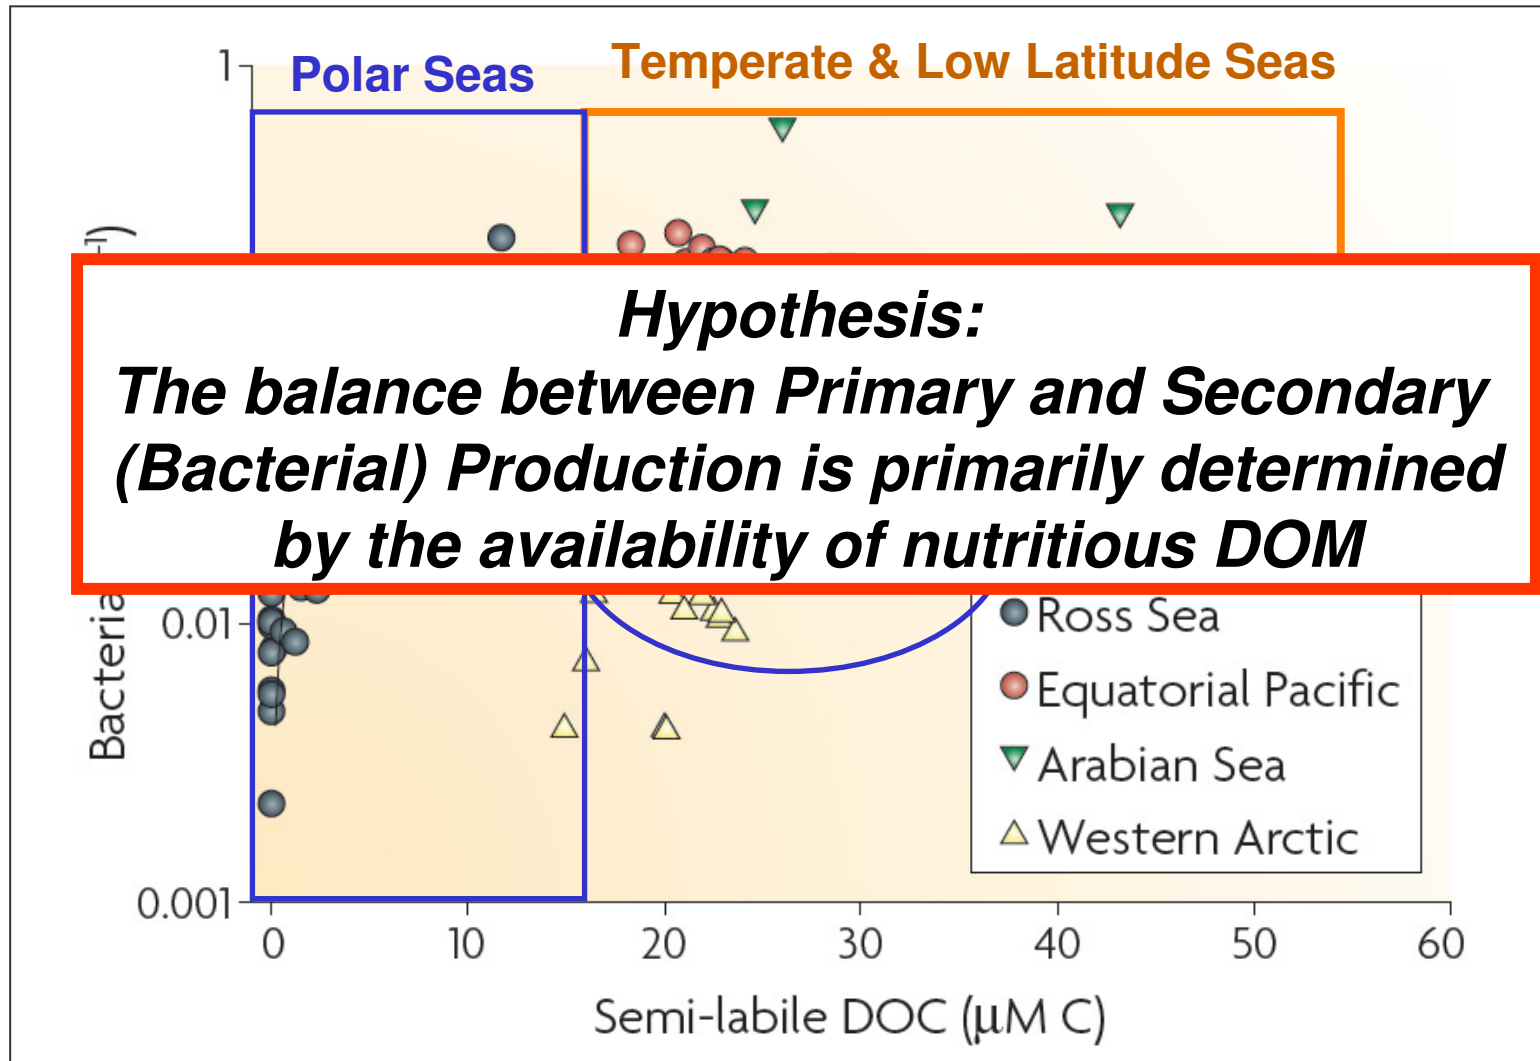 Polar Seas
Temperate & Low Latitude Seas
1
Hypothesis:
The balance between Primary and Secondary
(Bacterial) Production is primarily determined
by the availability of nutritious DOM
0.01
0.001
Ross Sea
Equatorial Pacific
Arabian Sea
Western Arctic
0 10 20 30 40 50 60
Semi-labile DOC (μM C)